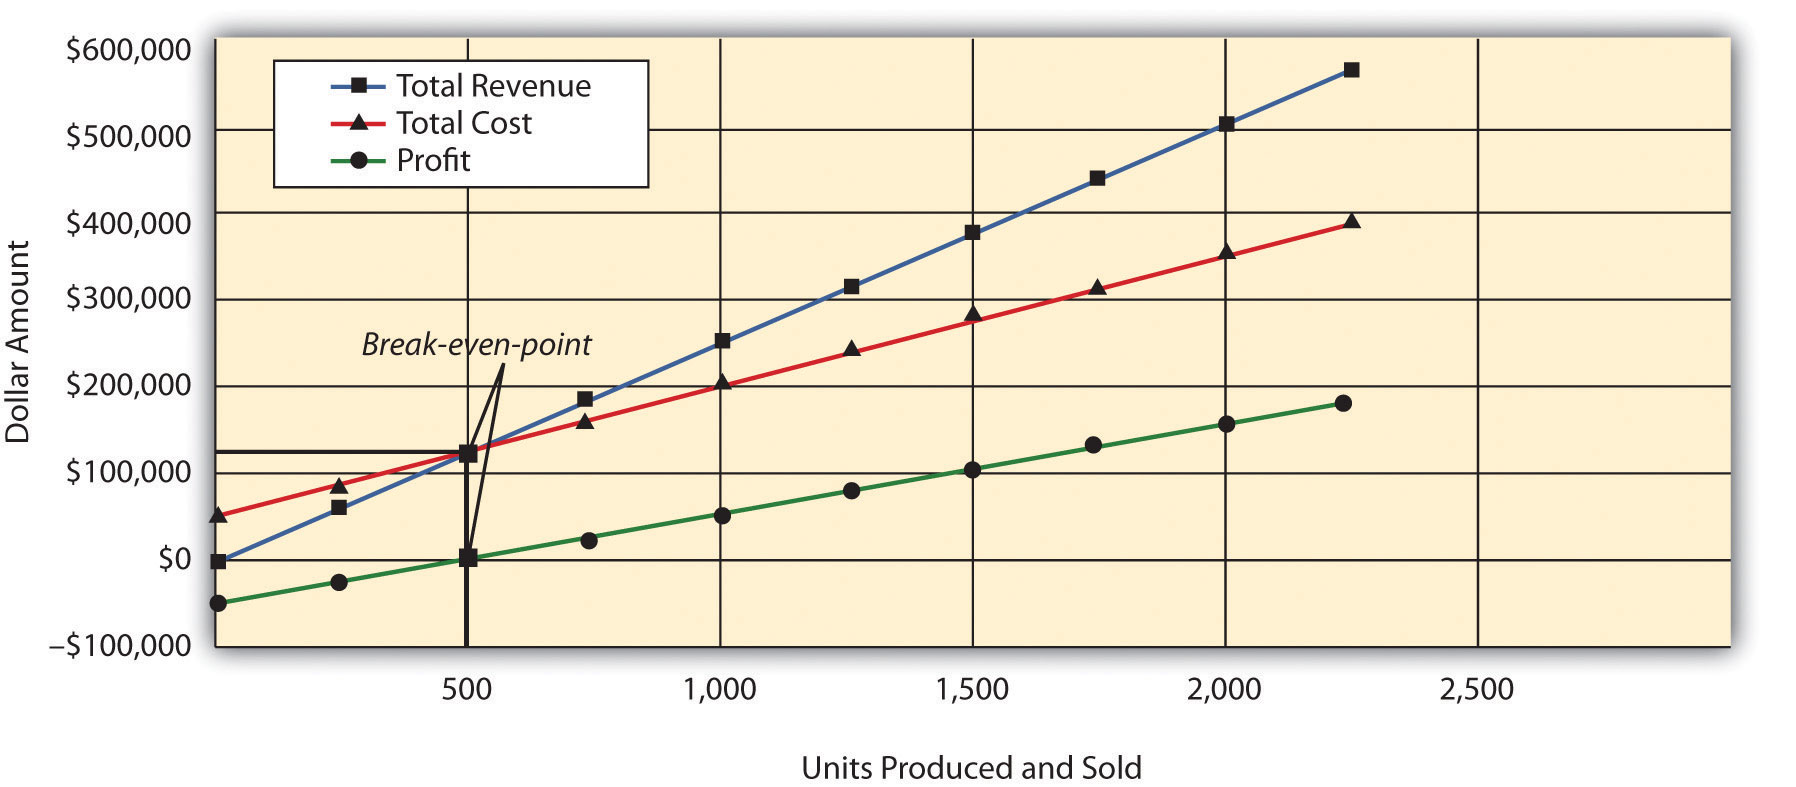 $600,000
$500,000
$400,000
$300,000
$200,000
$100,000
$0
–$100,000
Dollar Amount
Total Revenue
Total Cost
Profit
Break-even-point
500
1,000
1,500
2,000
2,500
Units Produced and Sold